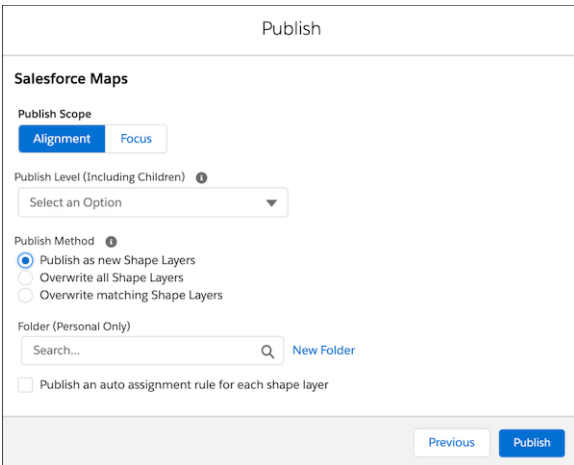 Publish
Salesforce Maps
Publish Scope
Alignment Focus
Publish Level (Including Children)
Select an Option
Publish Method
Publish as new Shape Layers
Overwrite all Shape Layers
Overwrite matching Shape Layers
Folder (Personal Only)
Search... New Folder
Publish an auto assignment rule for each shape layer
Previous Publish